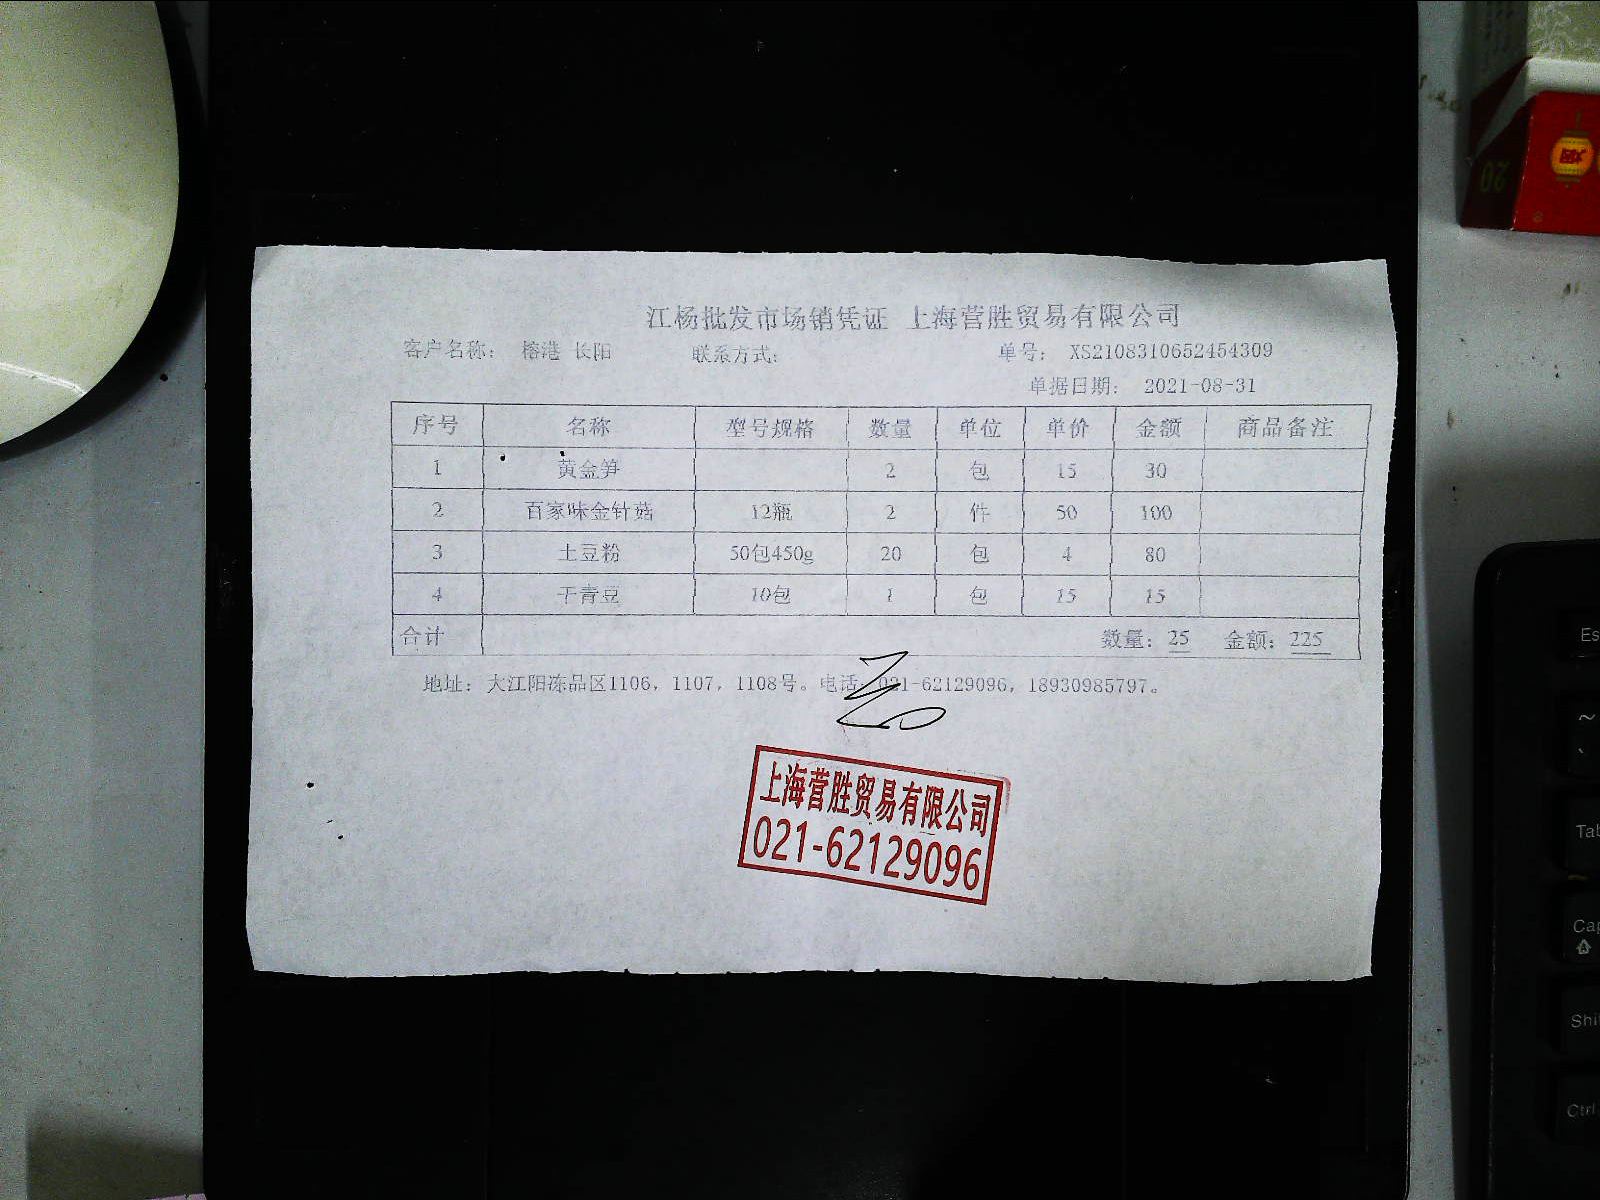 江杨批发市场销凭证 上海营胜贸易有限公司
客户名称： 榕港 长阳 联系方式： 单号： XS2108310652454309
单据日期： 2021-08-31
序号 名称 型号规格 数量 单位 单价 金额 商品备注
1 黄金笋 2 包 15 30
2 百家味金针菇 12瓶 2 件 50 100
3 土豆粉 50包450g 20 包 4 80
4 干青豆 10包 1 包 15 15
合计 数量：25 金额：225
地址：大江阳冻品区1106，1107，1108号。电话：021-62129096，18930985797。
上海营胜贸易有限公司
021-62129096
20
Es
~
`
Tab
Cap
Shi
Ctrl